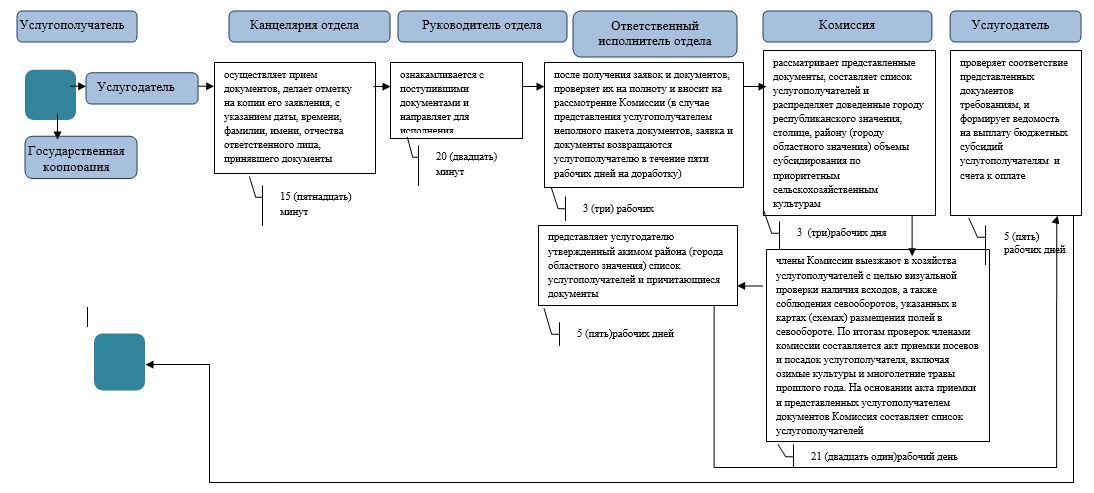 Услугополучатель
Канцелярия отдела
Руководитель отдела
Ответственный
исполнитель отдела
Комиссия
Услугодатель
Услугодатель
Государственная
корпорация
осуществляет прием
документов, делает отметку
на копии его заявления, с
указанием даты, времени,
фамилии, имени, отчества
ответственного лица,
принявшего документы
15 (пятнадцать)
минут
ознакамливается с
поступившими
документами и
направляет для
исполнения
20 (двадцать)
минут
после получения заявок и документов,
проверяет их на полноту и вносит на
рассмотрение Комиссии (в случае
представления услугополучателем
неполного пакета документов, заявка и
документы возвращаются
услугополучателю в течение пяти
рабочих дней на доработку)
3 (три) рабочих
рассматривает представленные
документы, составляет список
услугополучателей и
распределяет доведенные городу
республиканского значения,
столице, району (городу
областного значения) объемы
субсидирования по
приоритетным
сельскохозяйственным
культурам
3 (три)рабочих дня
проверяет соответствие
представленных
документов
требованиям, и
формирует ведомость
на выплату бюджетных
субсидий
услугополучателям и
счета к оплате
5 (пять)
рабочих дней
представляет услугодателю
утвержденный акимом района (города
областного значения) список
услугополучателей и причитающиеся
документы
5 (пять)рабочих дней
члены Комиссии выезжают в хозяйства
услугополучателей с целью визуальной
проверки наличия всходов, а также
соблюдения севооборотов, указанных в
картах (схемах) размещения полей в
севообороте. По итогам проверок членами
комиссии составляется акт приемки посевов
и посадок услугополучателя, включая
озимые культуры и многолетние травы
прошлого года. На основании акта приемки
и представленных услугополучателем
документов Комиссия составляет список
услугополучателей
21 (двадцать один)рабочий день